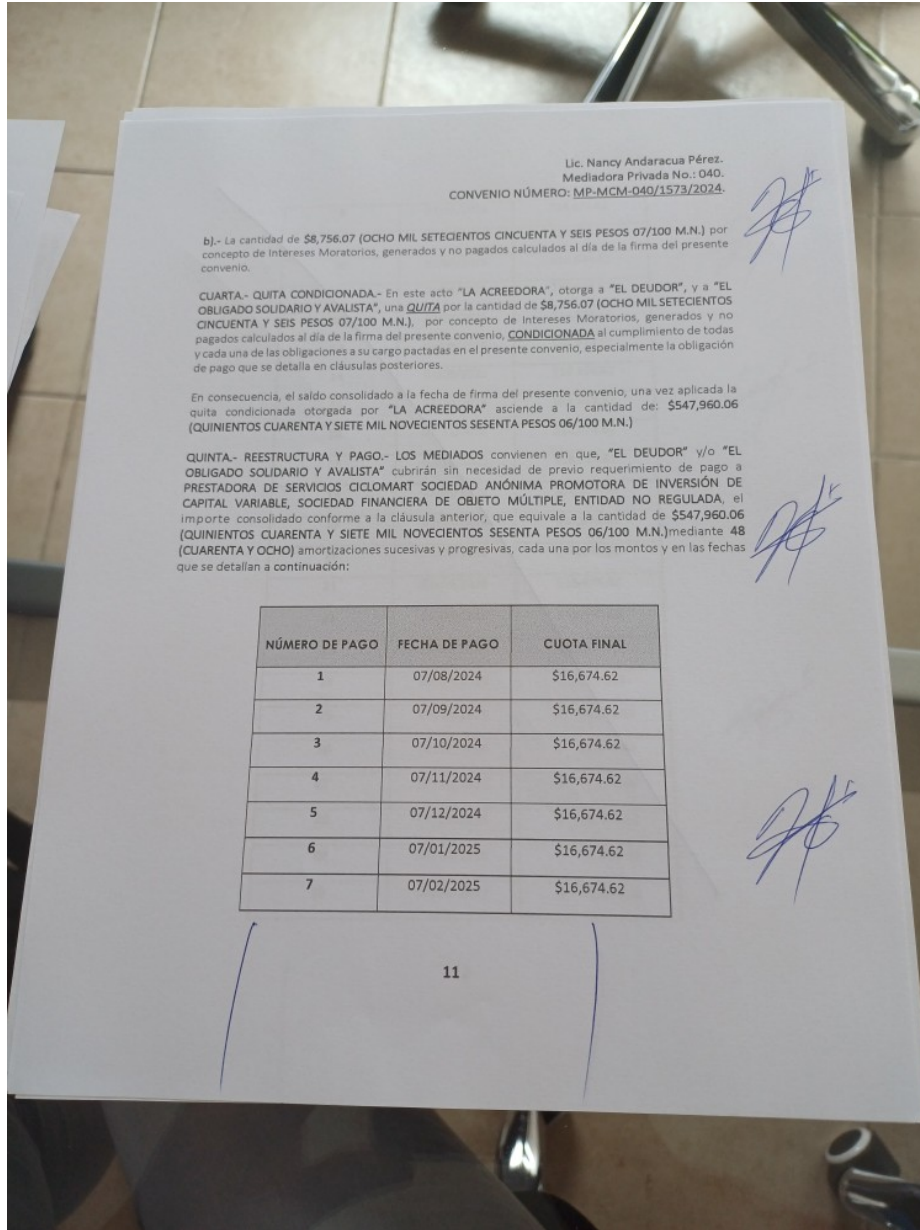 Lic. Nancy Andaracua Pérez.
Mediadora Privada No.: 040.
CONVENIO NÚMERO: MP-MCM-040/1573/2024.
b).- La cantidad de $8,756.07 (OCHO MIL SETECIENTOS CINCUENTA Y SEIS PESOS 07/100 M.N.) por
concepto de Intereses Moratorios, generados y no pagados calculados al día de la firma del presente
convenio.
CUARTA.- QUITA CONDICIONADA.- En este acto “LA ACREEDORA”, otorga a “EL DEUDOR”, y a “EL
OBLIGADO SOLIDARIO Y AVALISTA”, una QUITA por la cantidad de $8,756.07 (OCHO MIL SETECIENTOS
CINCUENTA Y SEIS PESOS 07/100 M.N.), por concepto de Intereses Moratorios, generados y no
pagados calculados al día de la firma del presente convenio, CONDICIONADA al cumplimiento de todas
y cada una de las obligaciones a su cargo pactadas en el presente convenio, especialmente la obligación
de pago que se detalla en cláusulas posteriores.
En consecuencia, el saldo consolidado a la fecha de firma del presente convenio, una vez aplicada la
quita condicionada otorgada por “LA ACREEDORA” asciende a la cantidad de: $547,960.06
(QUINIENTOS CUARENTA Y SIETE MIL NOVECIENTOS SESENTA PESOS 06/100 M.N.)
QUINTA.- REESTRUCTURA Y PAGO.- LOS MEDIADOS convienen en que, “EL DEUDOR” y/o “EL
OBLIGADO SOLIDARIO Y AVALISTA” cubrirán sin necesidad de previo requerimiento de pago a
PRESTADORA DE SERVICIOS CICLOMART SOCIEDAD ANÓNIMA PROMOTORA DE INVERSIÓN DE
CAPITAL VARIABLE, SOCIEDAD FINANCIERA DE OBJETO MÚLTIPLE, ENTIDAD NO REGULADA, el
importe consolidado conforme a la cláusula anterior, que equivale a la cantidad de $547,960.06
(QUINIENTOS CUARENTA Y SIETE MIL NOVECIENTOS SESENTA PESOS 06/100 M.N.)mediante 48
(CUARENTA Y OCHO) amortizaciones sucesivas y progresivas, cada una por los montos y en las fechas
que se detallan a continuación:
NÚMERO DE PAGO FECHA DE PAGO CUOTA FINAL
1 07/08/2024 $16,674.62
2 07/09/2024 $16,674.62
3 07/10/2024 $16,674.62
4 07/11/2024 $16,674.62
5 07/12/2024 $16,674.62
6 07/01/2025 $16,674.62
7 07/02/2025 $16,674.62
11